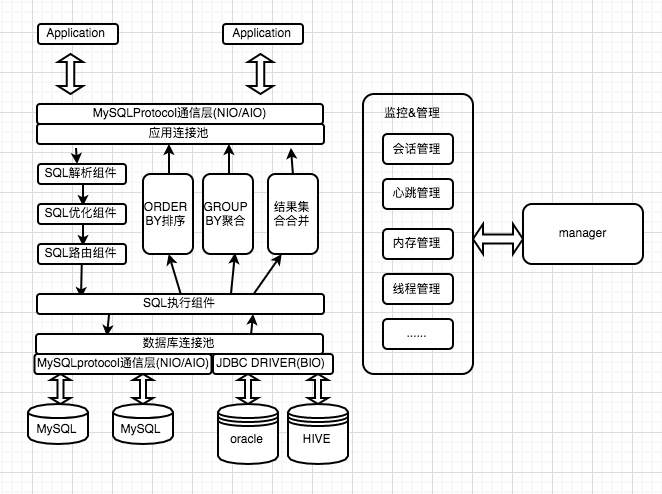 Application
Application
MySQLProtocol通信层(NIO/AIO)
应用连接池
SQL解析组件
SQL优化组件
SQL路由组件
ORDER
BY排序
GROUP
BY聚合
结果集
合合并
SQL执行组件
数据库连接池
MySQLprotocol通信层(NIO/AIO)
JDBC DRIVER(BIO)
MySQL
MySQL
oracle
HIVE
监控&管理
会话管理
心跳管理
内存管理
线程管理
......
manager